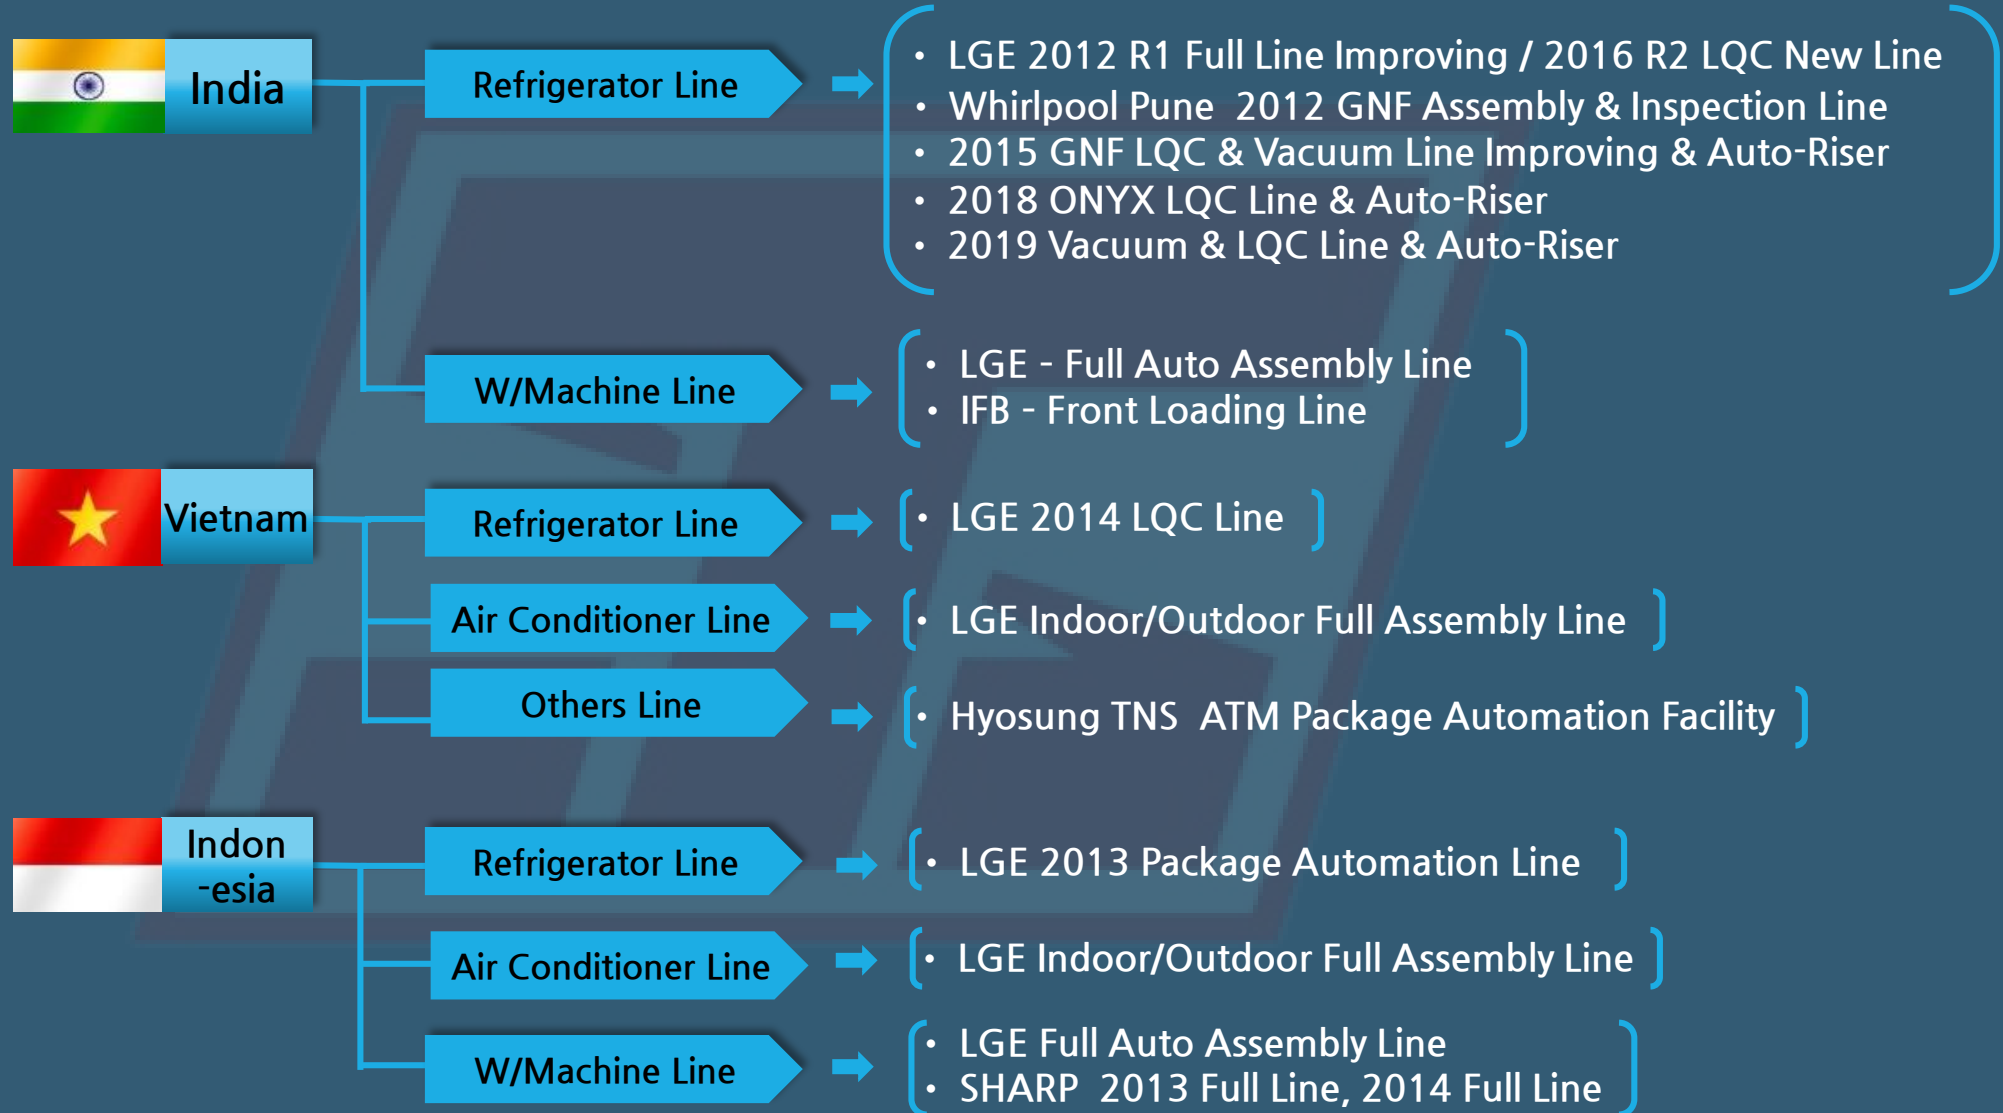 India
Refrigerator Line
• LGE 2012 R1 Full Line Improving / 2016 R2 LQC New Line
• Whirlpool Pune 2012 GNF Assembly & Inspection Line
• 2015 GNF LQC & Vacuum Line Improving & Auto-Riser
• 2018 ONYX LQC Line & Auto-Riser
• 2019 Vacuum & LQC Line & Auto-Riser
W/Machine Line
• LGE - Full Auto Assembly Line
• IFB - Front Loading Line
Vietnam
Refrigerator Line
• LGE 2014 LQC Line
Air Conditioner Line
• LGE Indoor/Outdoor Full Assembly Line
Others Line
• Hyosung TNS ATM Package Automation Facility
Indon
-esia
Refrigerator Line
• LGE 2013 Package Automation Line
Air Conditioner Line
• LGE Indoor/Outdoor Full Assembly Line
W/Machine Line
• LGE Full Auto Assembly Line
• SHARP 2013 Full Line, 2014 Full Line